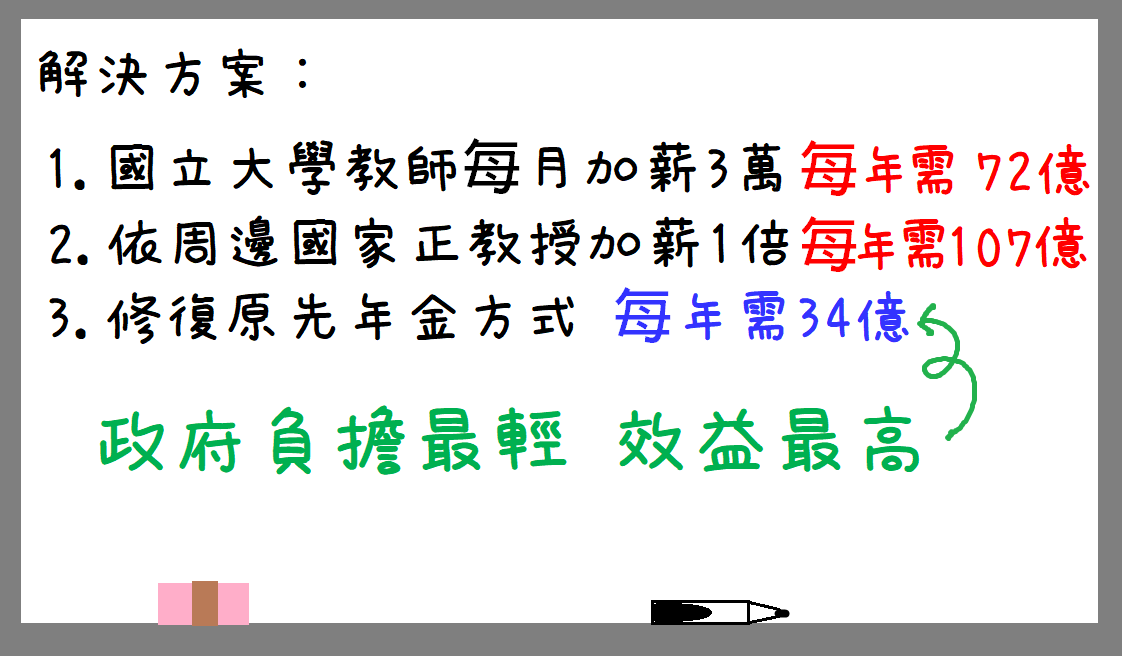 解決方案：
1. 國立大學教師每月加薪3萬 每年需 72億
2. 依周邊國家正教授加薪1倍 每年需107億
3. 修復原先年金方式 每年需34億
政府負擔最輕 效益最高